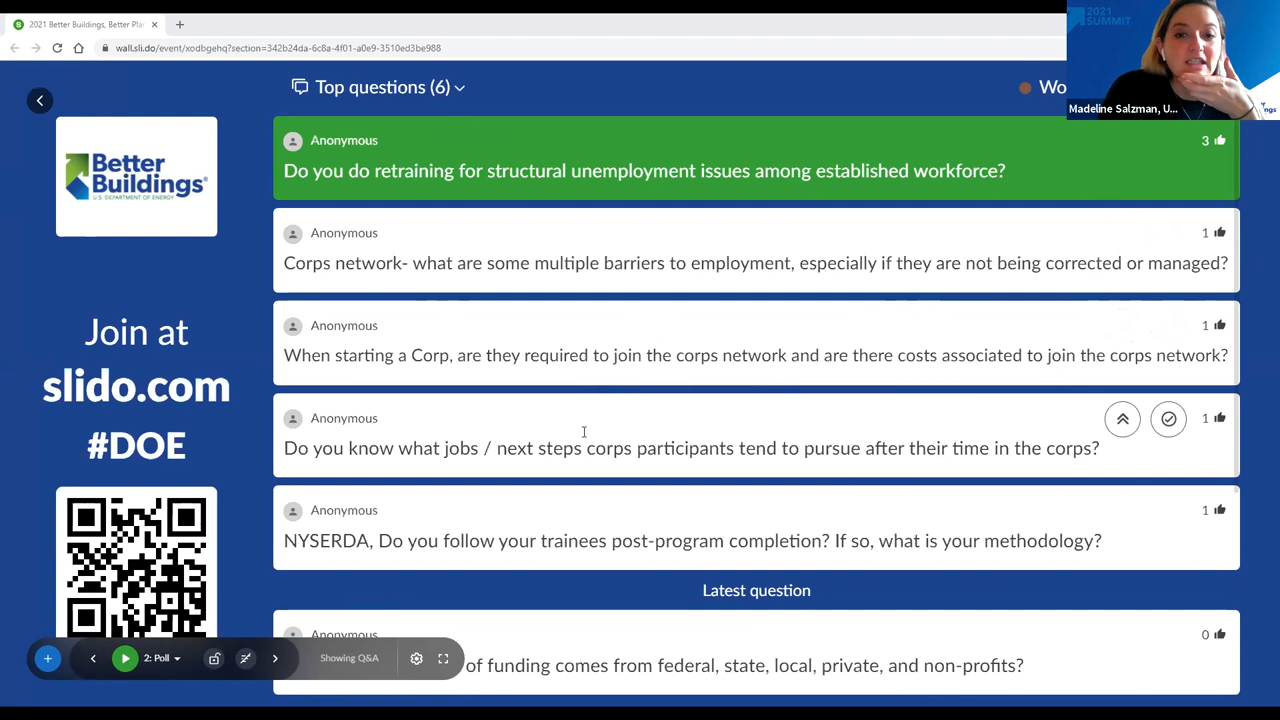 2021 Better Buildings, Better Pla
wall.sli.do/event/xodbgehq?section=342b24da-6c8a-4f01-a0e9-3510ed3be988
2021
SUMMIT
Madeline Salzman, U...
Top questions (6)
Wo
Better
Buildings®
U.S. DEPARTMENT OF ENERGY
Join at
slido.com
#DOE
Anonymous
3
Do you do retraining for structural unemployment issues among established workforce?
Anonymous
1
Corps network- what are some multiple barriers to employment, especially if they are not being corrected or managed?
Anonymous
1
When starting a Corp, are they required to join the corps network and are there costs associated to join the corps network?
Anonymous
1
Do you know what jobs / next steps corps participants tend to pursue after their time in the corps?
Anonymous
1
NYSERDA, Do you follow your trainees post-program completion? If so, what is your methodology?
Latest question
Anonymous
0
of funding comes from federal, state, local, private, and non-profits?
2: Poll
Showing Q&A